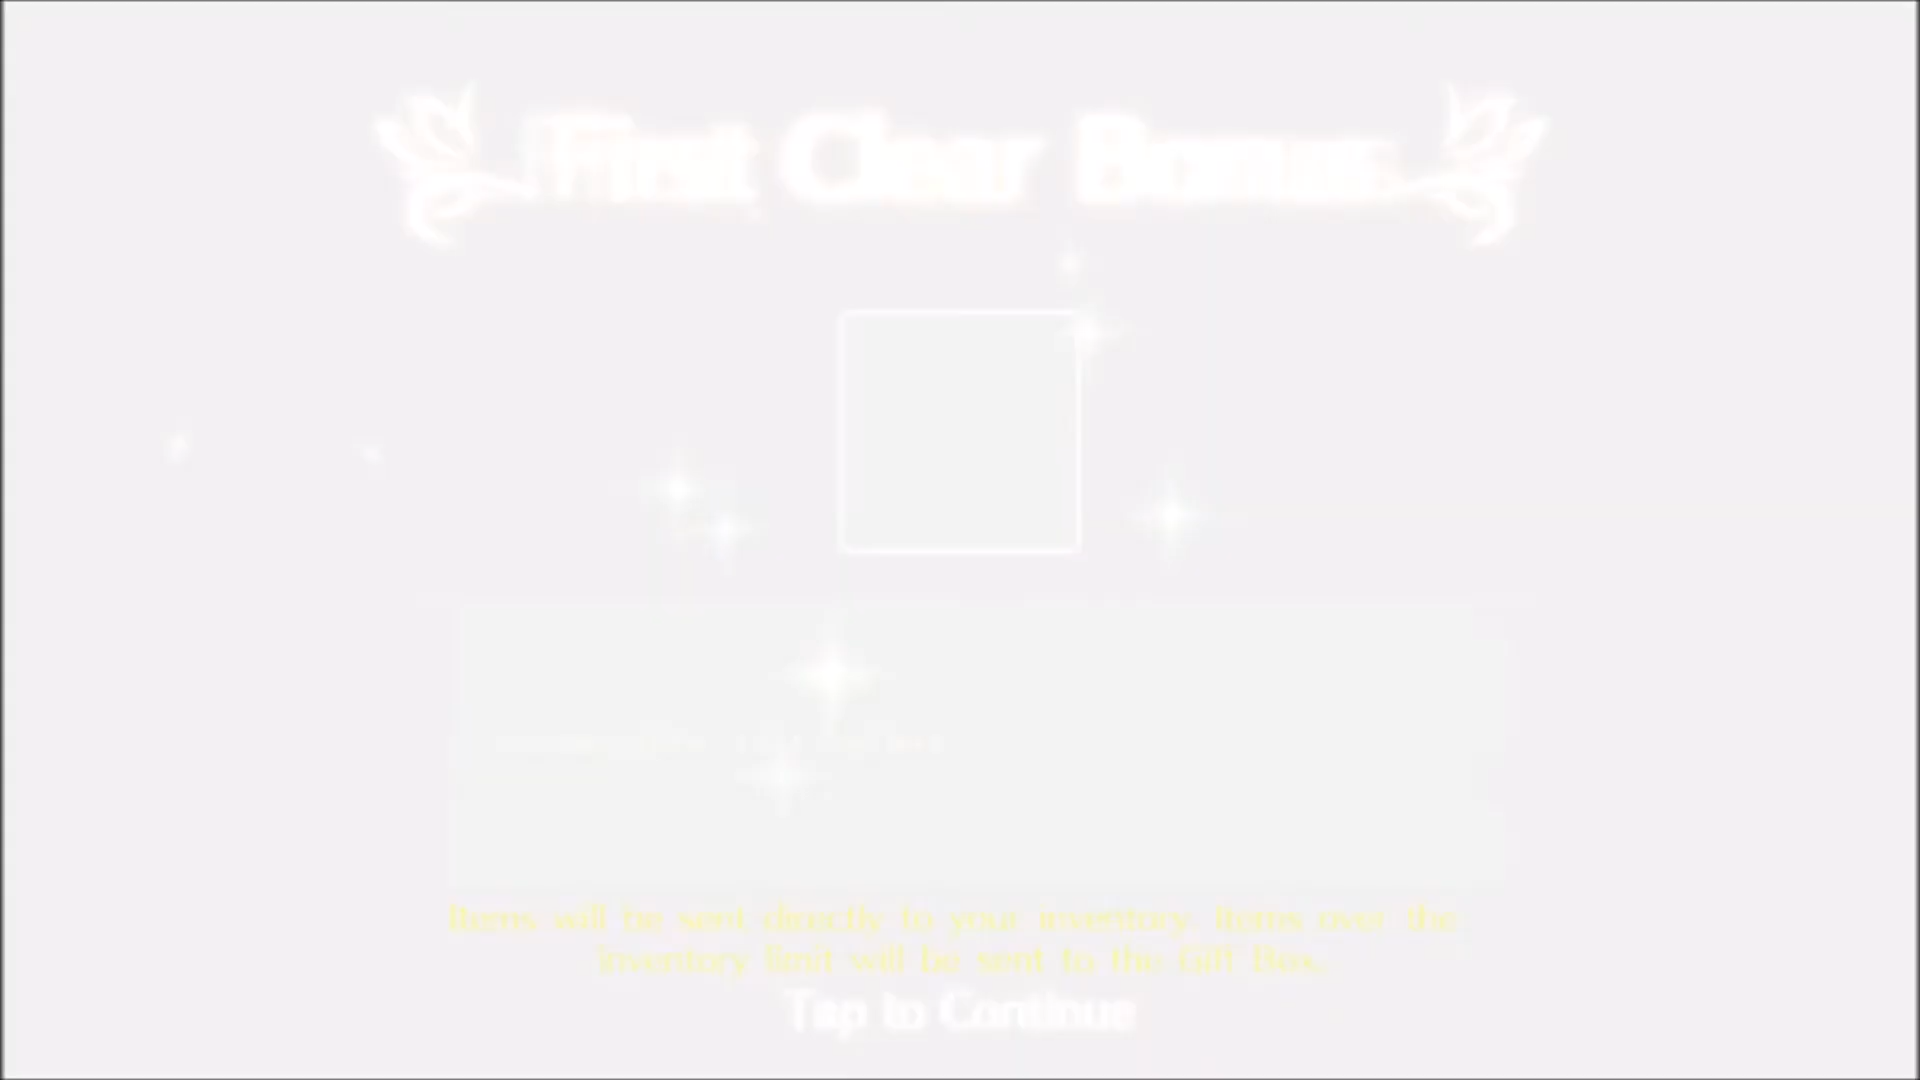 First Clear Bonus
Items will be sent directly to your inventory. Items over the
inventory limit will be sent to the Gift Box.
Tap to Continue